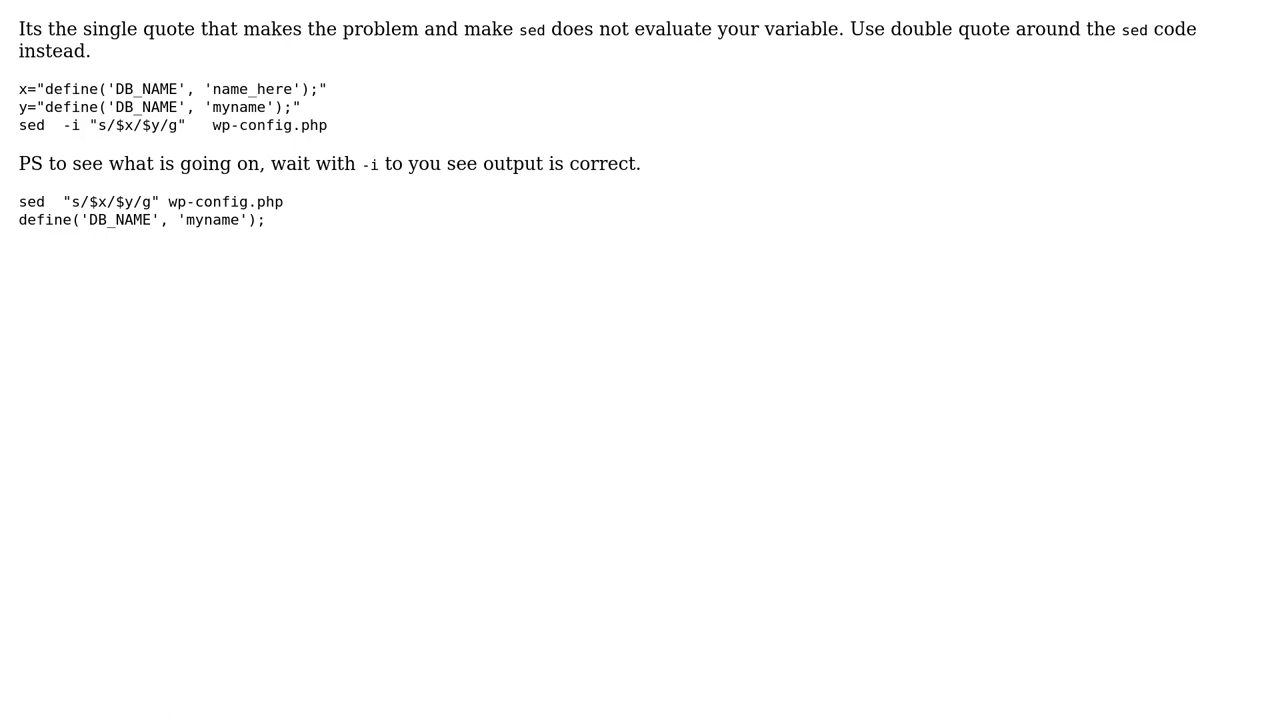 Its the single quote that makes the problem and make sed does not evaluate your variable. Use double quote around the sed code
instead.
x="define('DB_NAME', 'name_here');"
y="define('DB_NAME', 'myname');"
sed  -i "s/$x/$y/g"   wp-config.php
PS to see what is going on, wait with -i to you see output is correct.
sed  "s/$x/$y/g" wp-config.php
define('DB_NAME', 'myname');